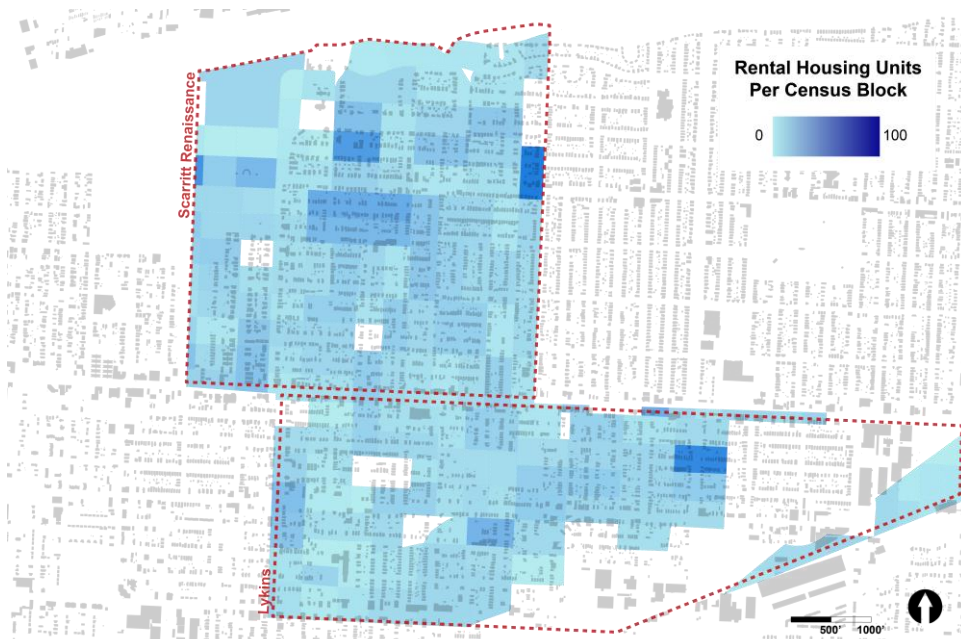 Rental Housing Units
Per Census Block
0
100
Scarritt Renaissance
Lykins
500'
1000'